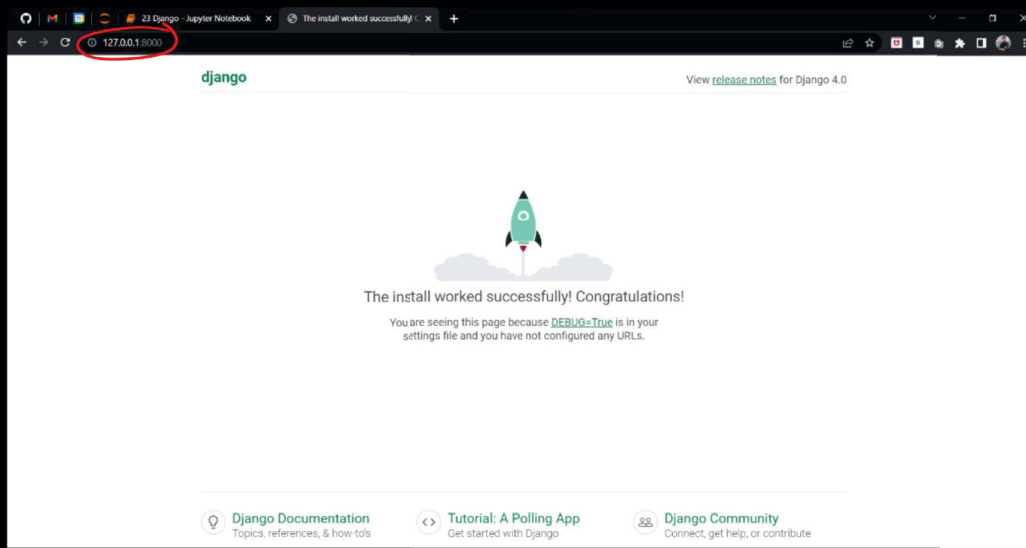 23 Django - Jupyter Notebook
The install worked successfully! C
127.0.0.1:8000
django
View release notes for Django 4.0
The install worked successfully! Congratulations!
You are seeing this page because DEBUG=True is in your
settings file and you have not configured any URLs.
Django Documentation
Topics, references, & how-to's
Tutorial: A Polling App
Get started with Django
Django Community
Connect, get help, or contribute